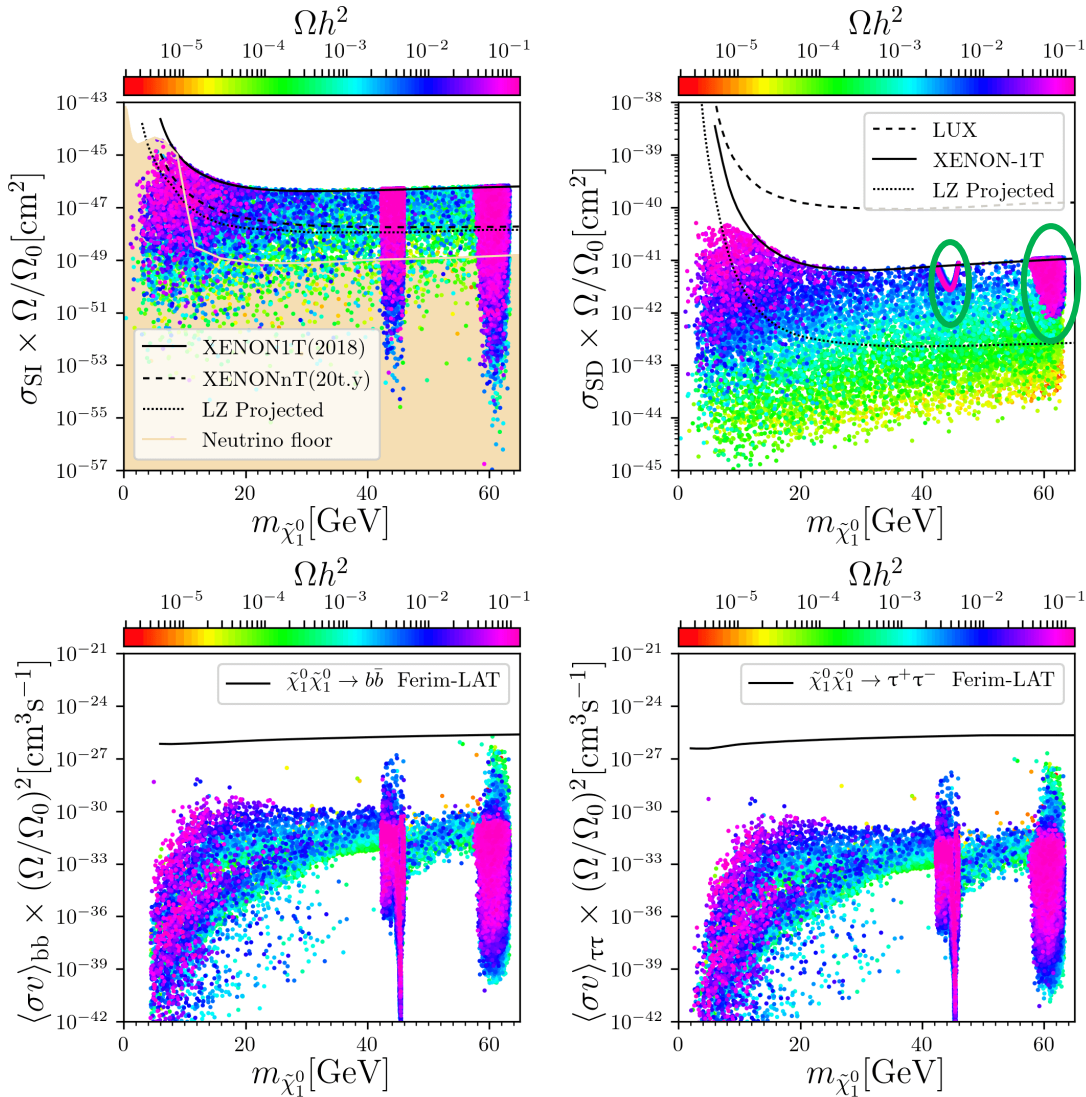 Ωh²
10⁻⁵ 10⁻⁴ 10⁻³ 10⁻² 10⁻¹
10⁻⁴³
10⁻⁴⁵
10⁻⁴⁷
10⁻⁴⁹
10⁻⁵¹
10⁻⁵³
10⁻⁵⁵
10⁻⁵⁷
σ_SI × Ω/Ω₀[cm²]
XENON1T(2018)
XENONnT(20t.y)
LZ Projected
Neutrino floor
0 20 40 60
m_χ̃₁⁰[GeV]
Ωh²
10⁻⁵ 10⁻⁴ 10⁻³ 10⁻² 10⁻¹
10⁻³⁸
10⁻³⁹
10⁻⁴⁰
10⁻⁴¹
10⁻⁴²
10⁻⁴³
10⁻⁴⁴
10⁻⁴⁵
σ_SD × Ω/Ω₀[cm²]
LUX
XENON-1T
LZ Projected
0 20 40 60
m_χ̃₁⁰[GeV]
Ωh²
10⁻⁵ 10⁻⁴ 10⁻³ 10⁻² 10⁻¹
10⁻²¹
10⁻²⁴
10⁻²⁷
10⁻³⁰
10⁻³³
10⁻³⁶
10⁻³⁹
10⁻⁴²
⟨σv⟩_bb × (Ω/Ω₀)²[cm³s⁻¹]
χ̃₁⁰χ̃₁⁰ → bb̄ Ferim-LAT
0 20 40 60
m_χ̃₁⁰[GeV]
Ωh²
10⁻⁵ 10⁻⁴ 10⁻³ 10⁻² 10⁻¹
10⁻²¹
10⁻²⁴
10⁻²⁷
10⁻³⁰
10⁻³³
10⁻³⁶
10⁻³⁹
10⁻⁴²
⟨σv⟩_ττ × (Ω/Ω₀)²[cm³s⁻¹]
χ̃₁⁰χ̃₁⁰ → τ⁺τ⁻ Ferim-LAT
0 20 40 60
m_χ̃₁⁰[GeV]